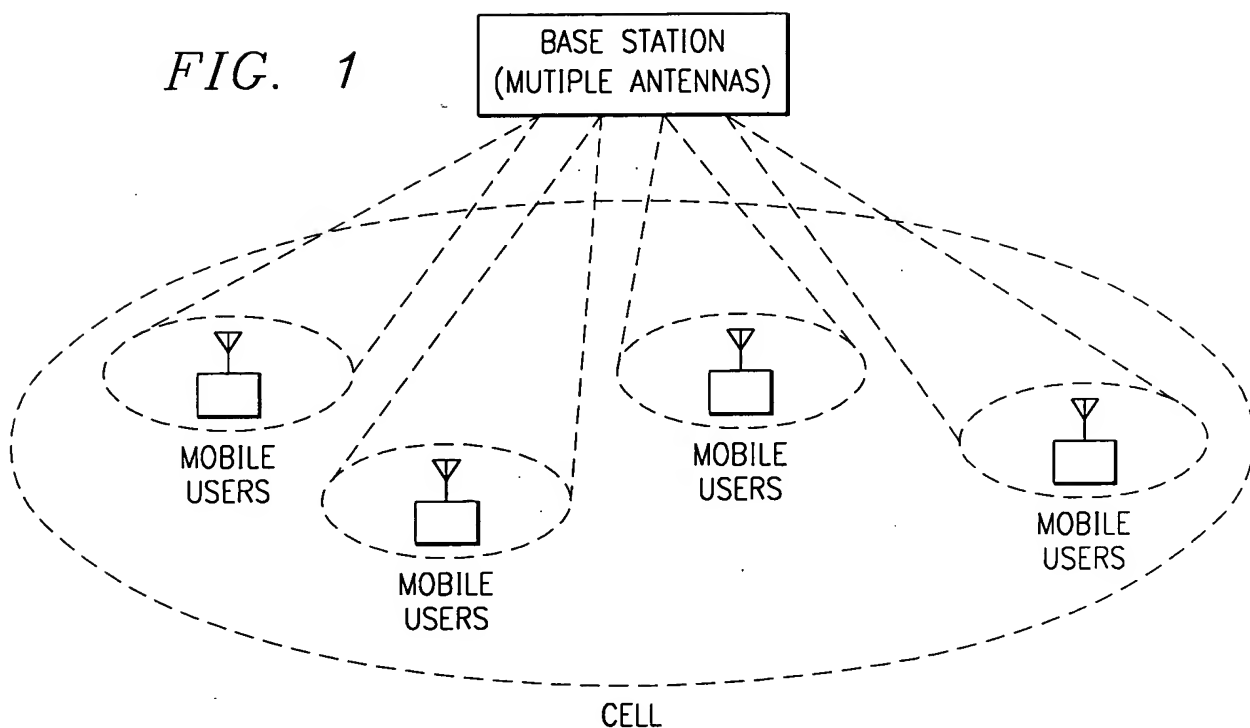 FIG. 1
BASE STATION
(MUTIPLE ANTENNAS)
MOBILE
USERS
MOBILE
USERS
MOBILE
USERS
MOBILE
USERS
CELL